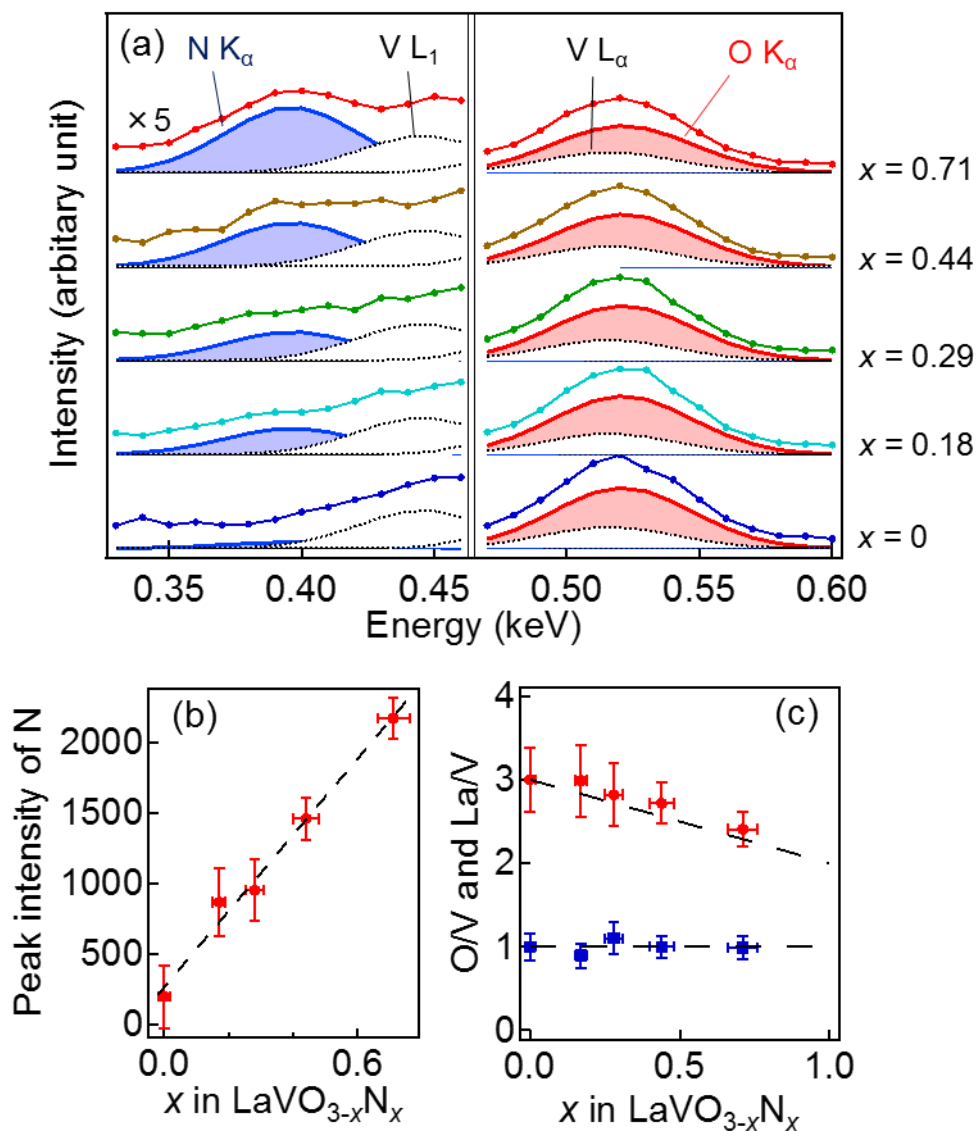 (a)
N Kα
V L1
V Lα
O Kα
× 5
Intensity (arbitary unit)
x = 0.71
x = 0.44
x = 0.29
x = 0.18
x = 0
0.35 0.40 0.45 0.50 0.55 0.60
Energy (keV)
(b)
Peak intensity of N
2000
1500
1000
500
0
0.0 0.6
x in LaVO3-xNx
(c)
O/V and La/V
4
3
2
1
0
0.0 0.5 1.0
x in LaVO3-xNx